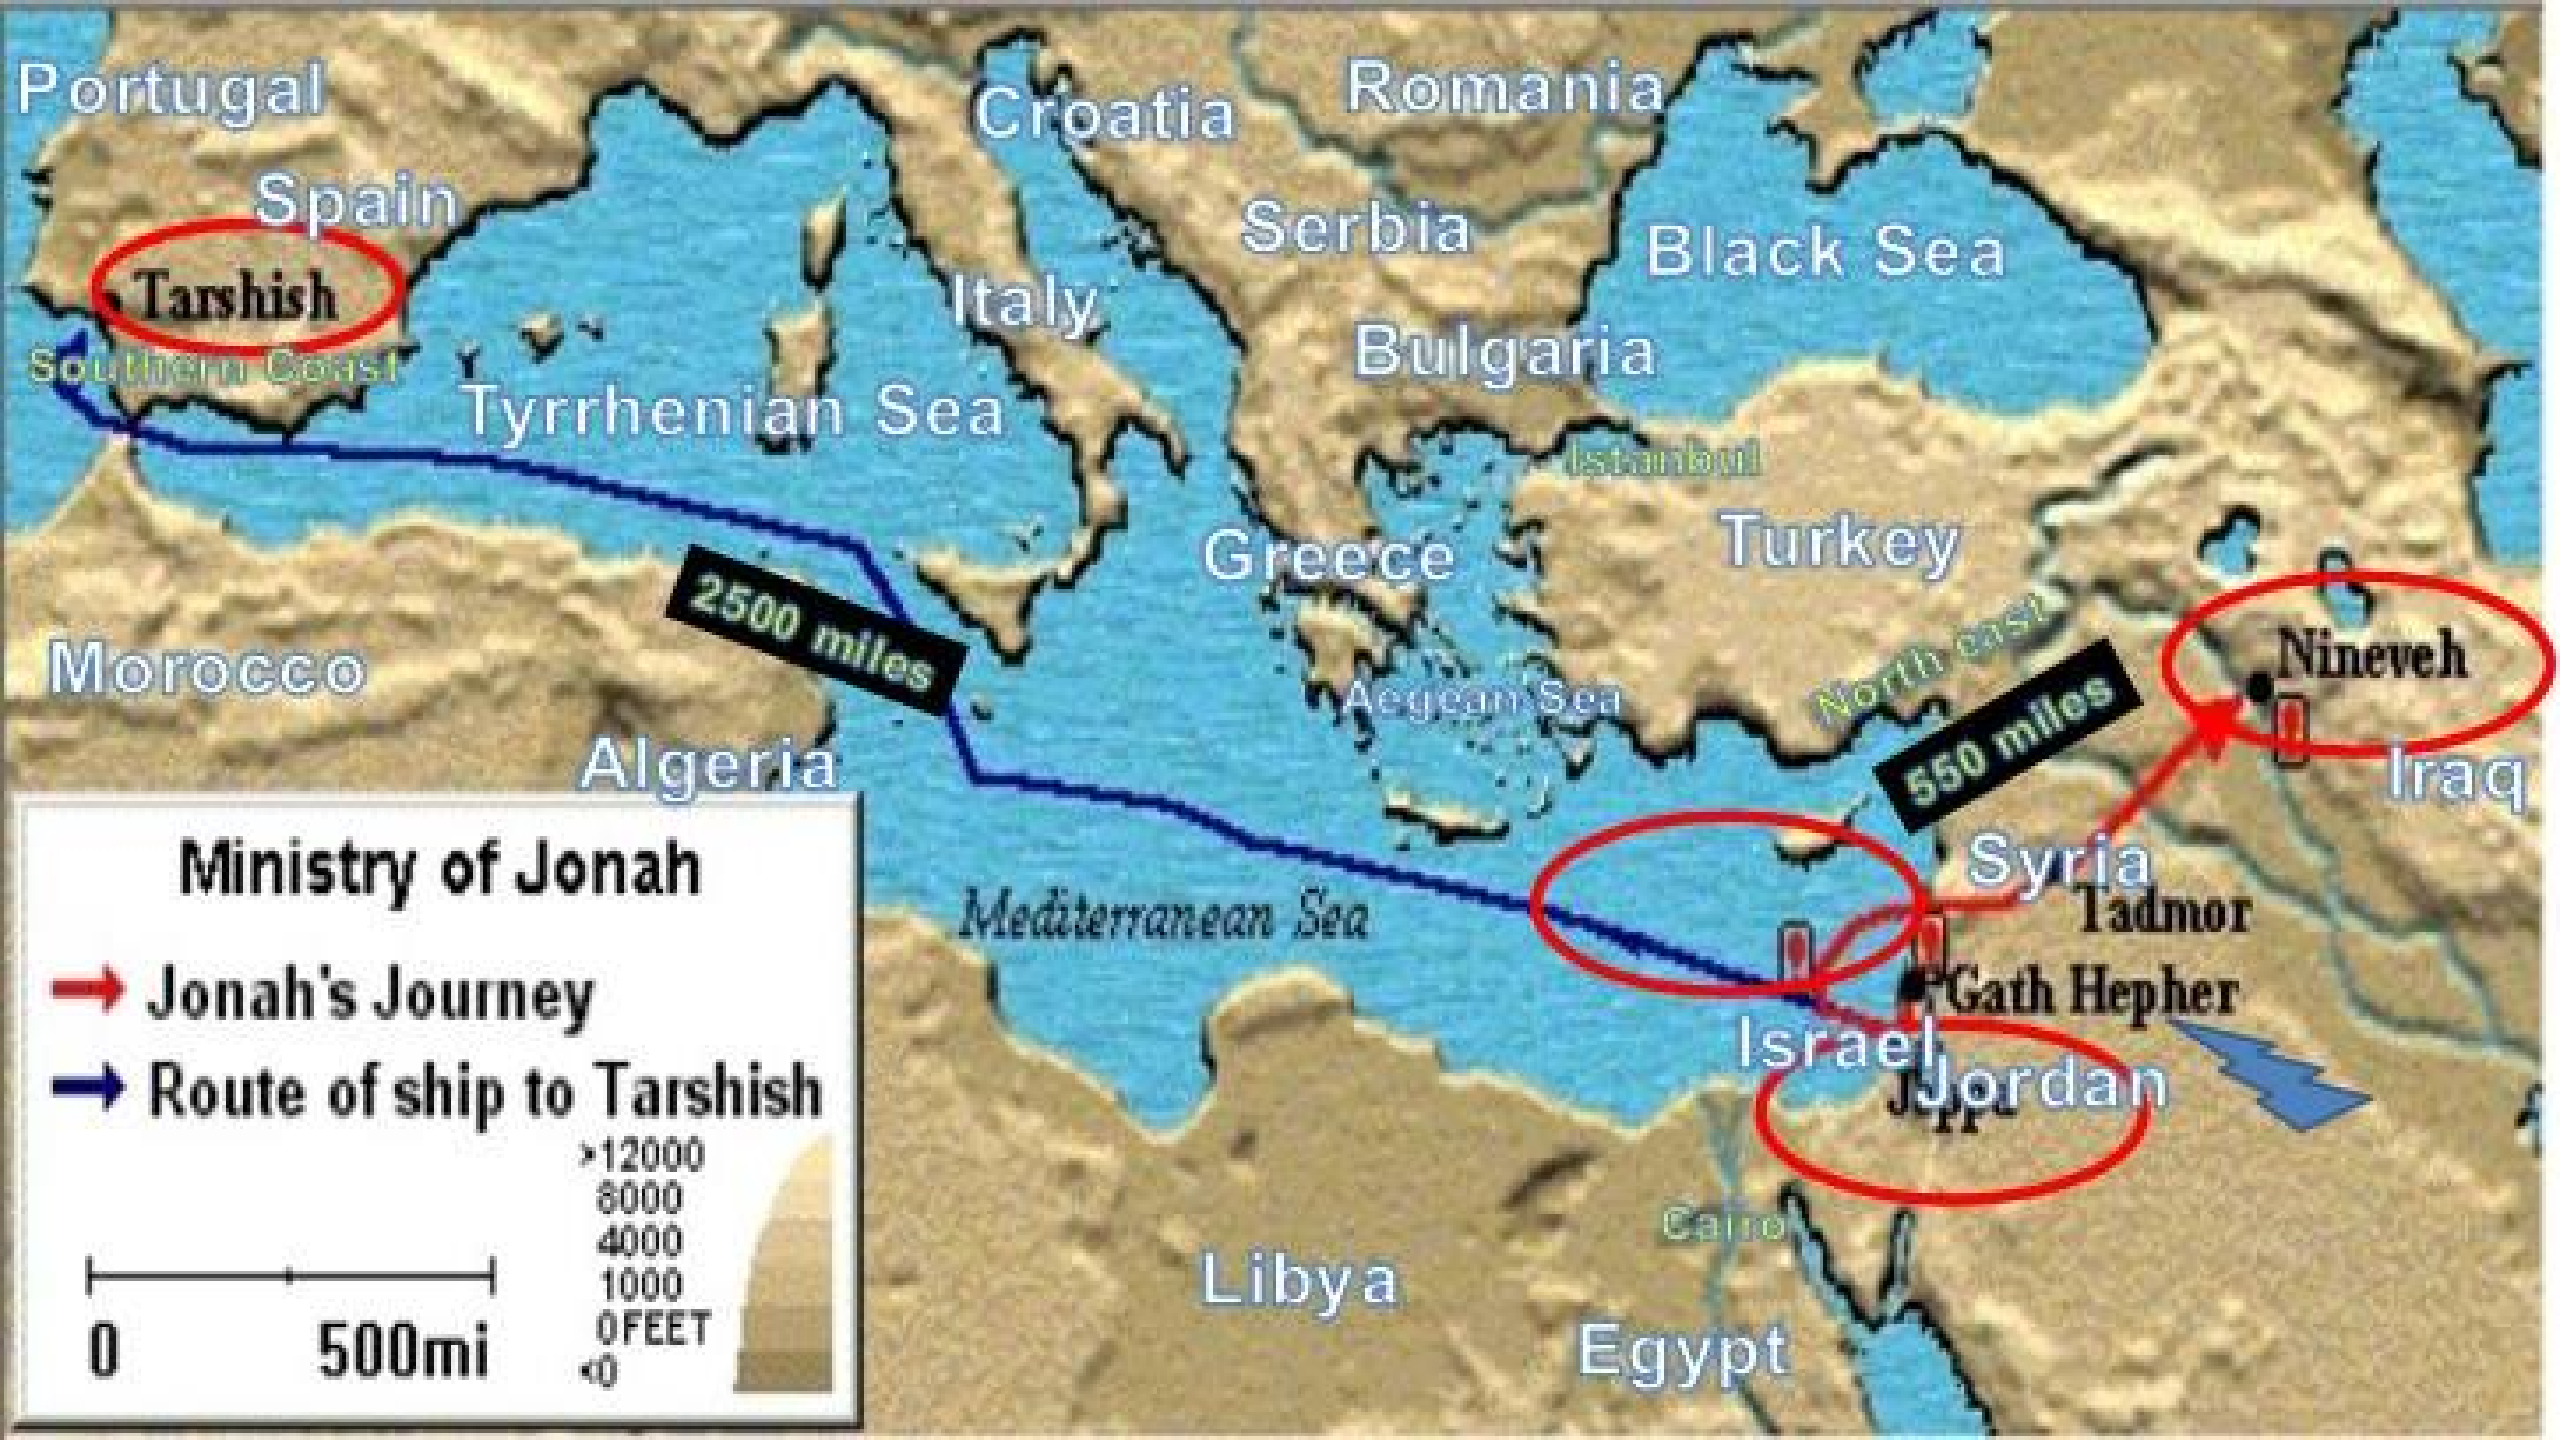 Portugal
Romania
Croatia
Spain
Serbia
Black Sea
Tarshish
Italy
Bulgaria
Southern Coast
Tyrrhenian Sea
Istanbul
Turkey
Greece
2500 miles
North east
Nineveh
Morocco
Aegean Sea
550 miles
Algeria
Iraq
Syria
Tadmor
Mediterranean Sea
Gath Hepher
Israel
Jordan
Joppa
Cairo
Libya
Egypt
Ministry of Jonah
Jonah's Journey
Route of ship to Tarshish
>12000
8000
4000
1000
0FEET
<0
0 500mi